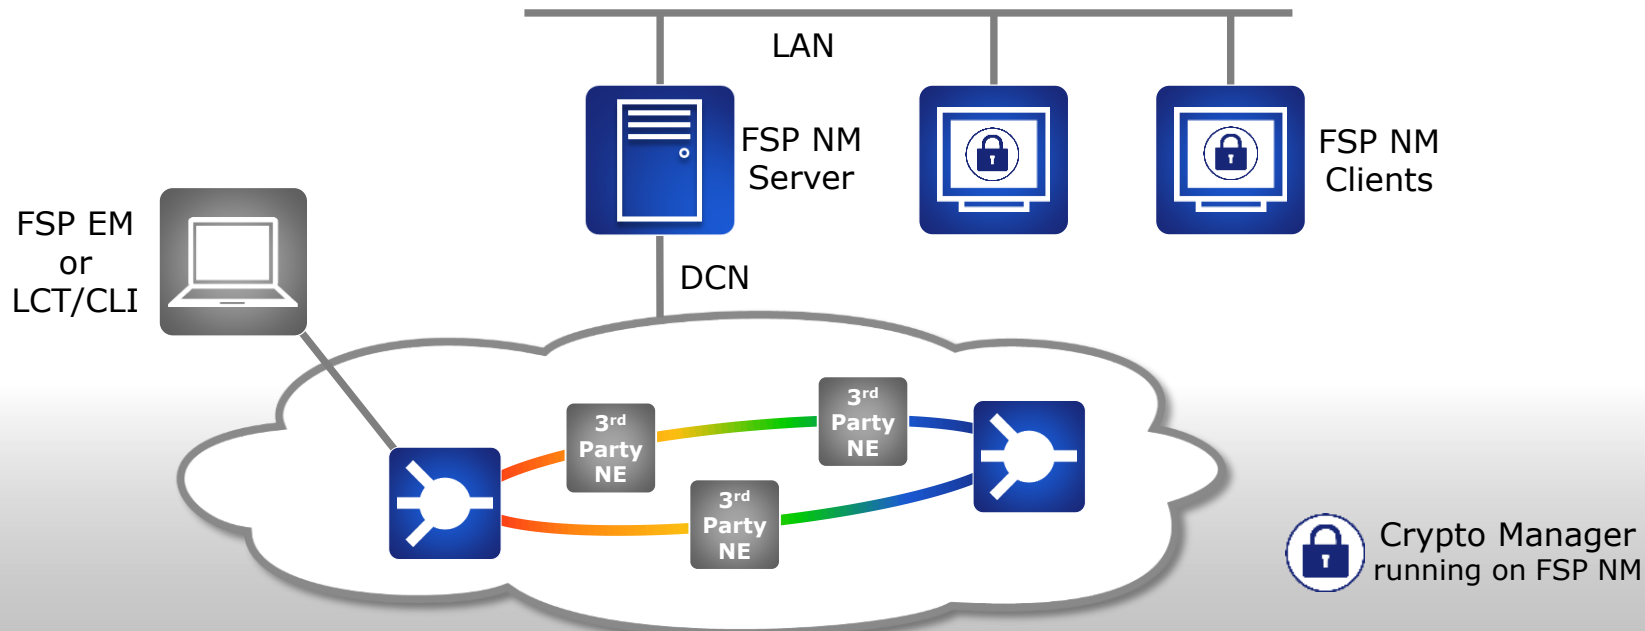 LAN
FSP NM
Server
FSP NM
Clients
FSP EM
or
LCT/CLI
DCN
3rd
Party
NE
3rd
Party
NE
3rd
Party
NE
Crypto Manager
running on FSP NM